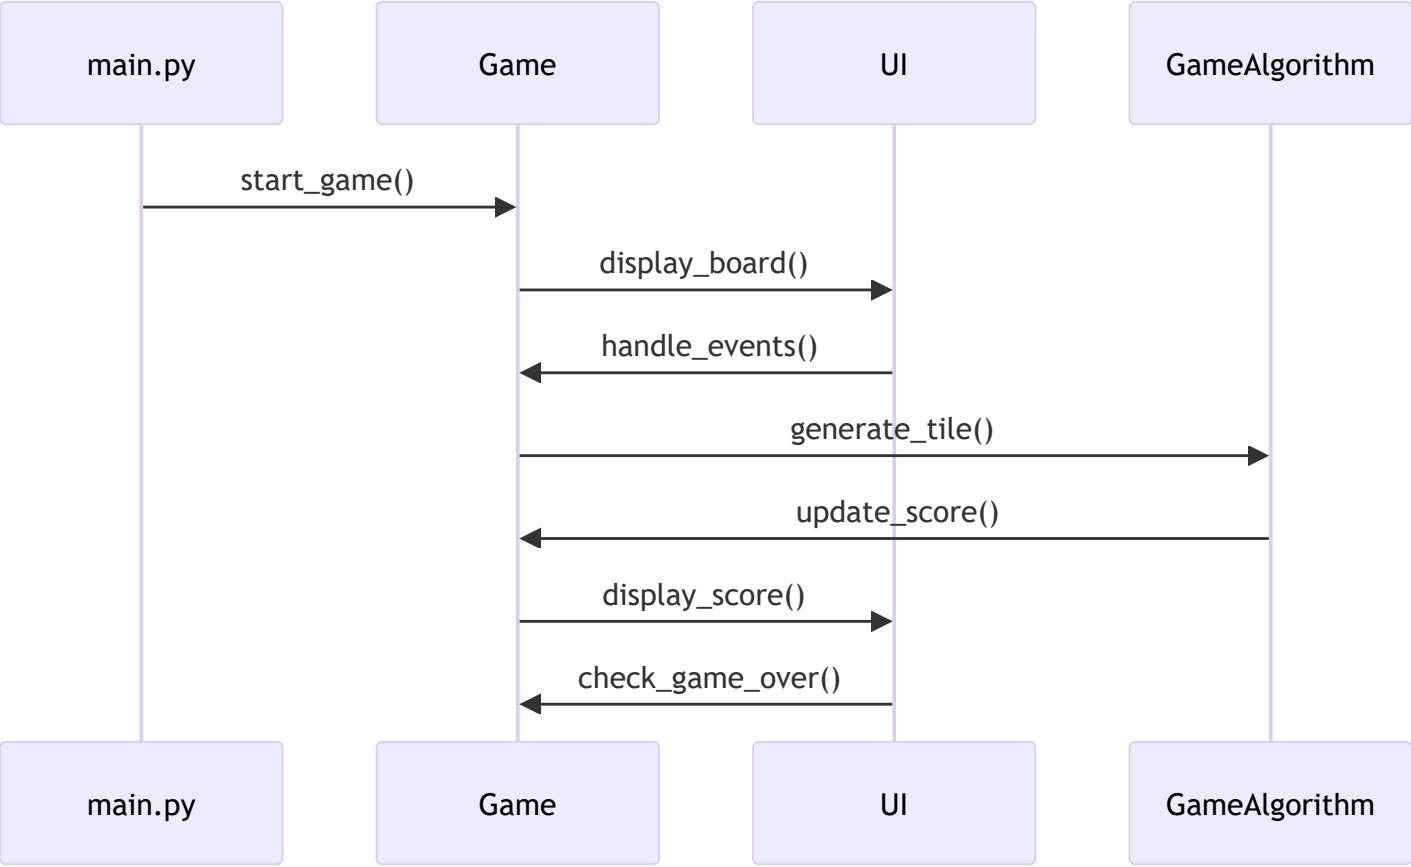 main.py
Game
UI
GameAlgorithm
start_game()
display_board()
handle_events()
generate_tile()
update_score()
display_score()
check_game_over()
main.py
Game
UI
GameAlgorithm